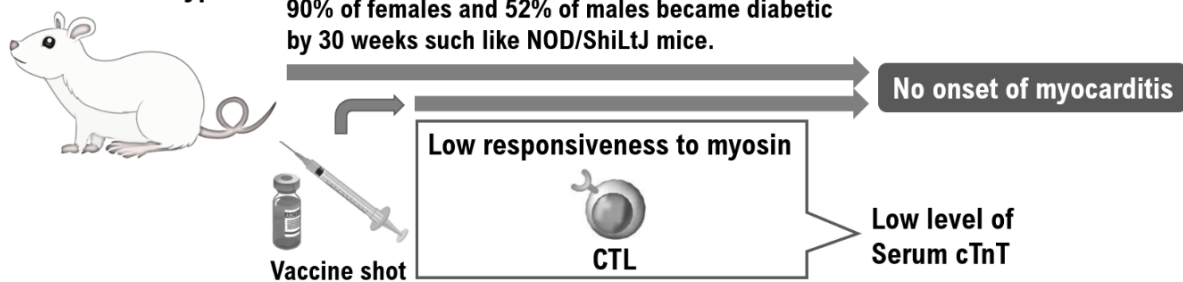 90% of females and 52% of males became diabetic
by 30 weeks such like NOD/ShiLtJ mice.
No onset of myocarditis
Low responsiveness to myosin
CTL
Low level of
Serum cTnT
Vaccine shot